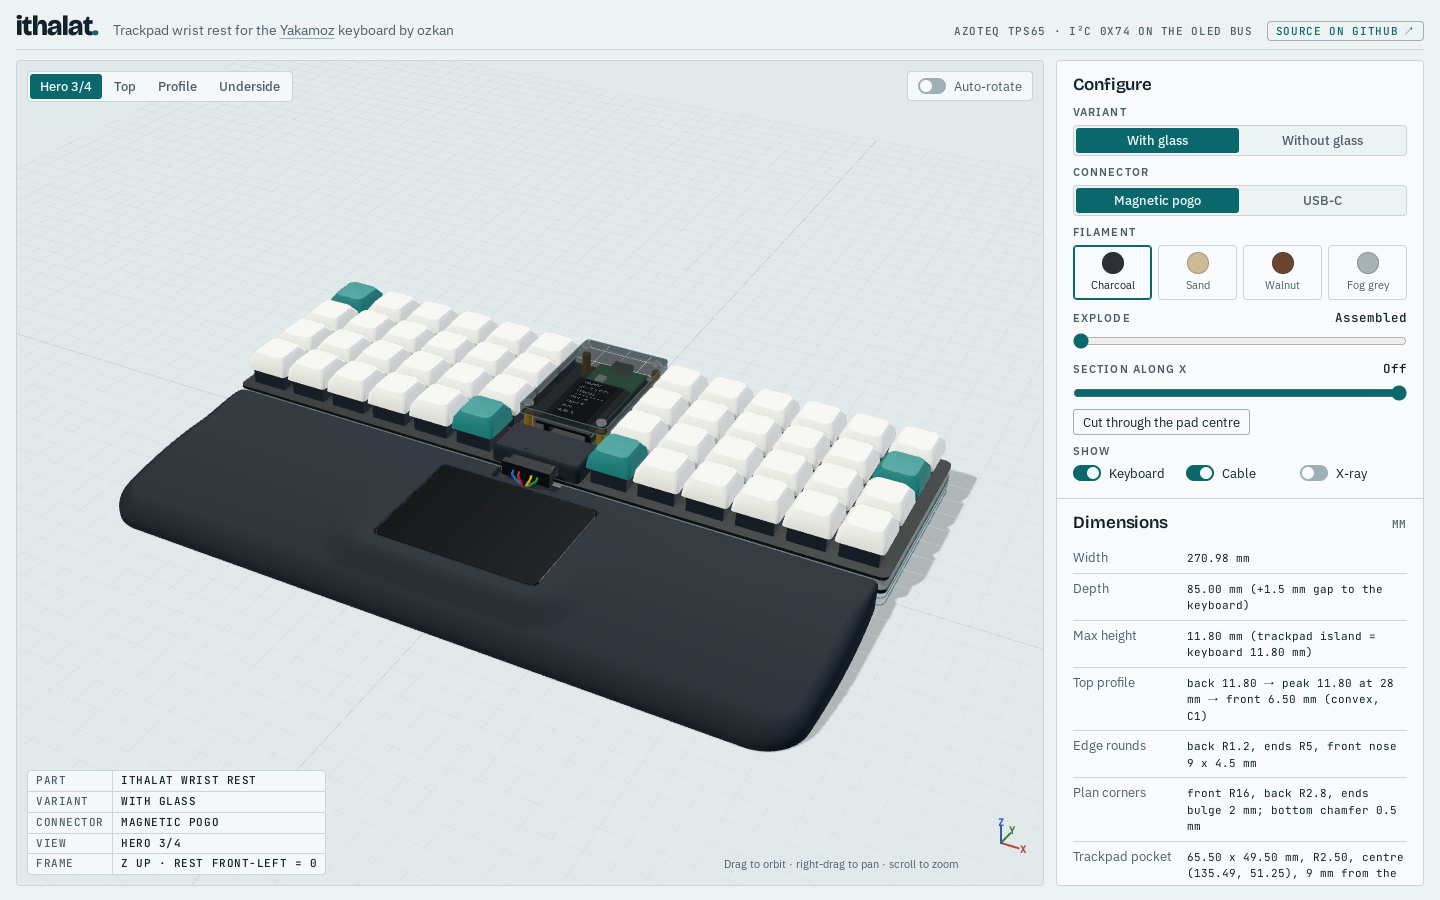 ithalat. Trackpad wrist rest for the Yakamoz keyboard by ozkan
AZOTEQ TPS65 · I²C 0X74 ON THE OLED BUS SOURCE ON GITHUB ↗
Hero 3/4 Top Profile Underside
Auto-rotate
PART ITHALAT WRIST REST
VARIANT WITH GLASS
CONNECTOR MAGNETIC POGO
VIEW HERO 3/4
FRAME Z UP · REST FRONT-LEFT = 0
Z
Y
X
Drag to orbit · right-drag to pan · scroll to zoom
Configure
VARIANT
With glass Without glass
CONNECTOR
Magnetic pogo USB-C
FILAMENT
Charcoal Sand Walnut Fog grey
EXPLODE Assembled
SECTION ALONG X Off
Cut through the pad centre
SHOW
Keyboard Cable X-ray
Dimensions MM
Width 270.98 mm
Depth 85.00 mm (+1.5 mm gap to the
keyboard)
Max height 11.80 mm (trackpad island =
keyboard 11.80 mm)
Top profile back 11.80 → peak 11.80 at 28
mm → front 6.50 mm (convex,
C1)
Edge rounds back R1.2, ends R5, front nose
9 x 4.5 mm
Plan corners front R16, back R2.8, ends
bulge 2 mm; bottom chamfer 0.5
mm
Trackpad pocket 65.50 x 49.50 mm, R2.50, centre
(135.49, 51.25), 9 mm from the